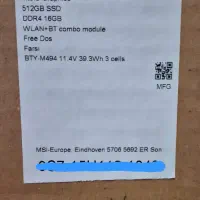 512GB SSD
DDR4 16GB
WLAN+BT combo module
Free Dos
Farsi
BTY-M494 11.4V 39.3Wh 3 cells
MFG
MSI-Europe: Eindhoven 5706 5692 ER Son